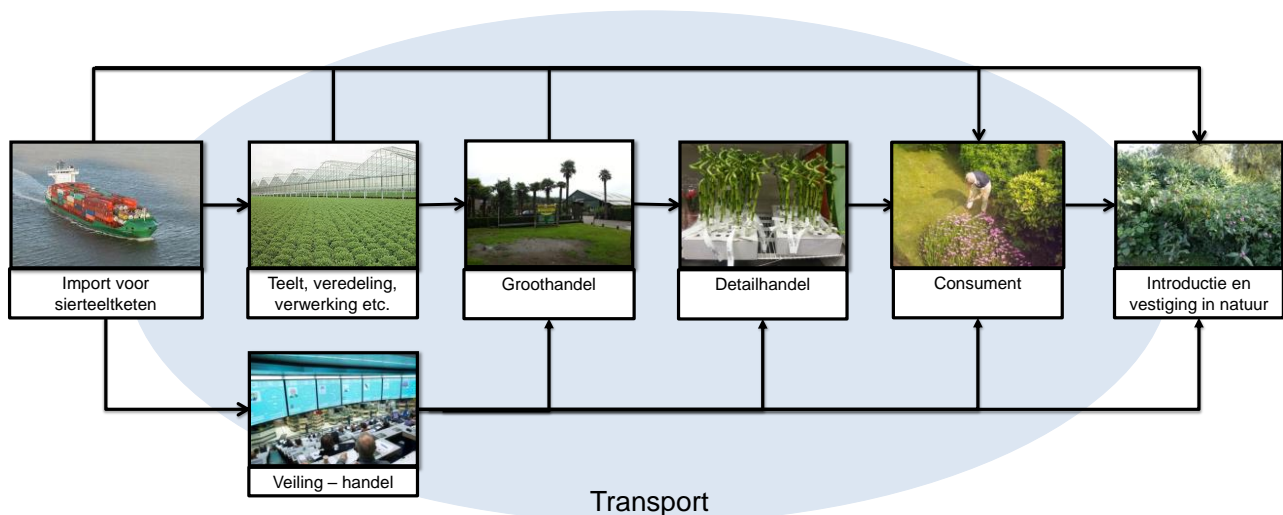 Import voor
sierteeltketen
Teelt, veredeling,
verwerking etc.
Groothandel
Detailhandel
Consument
Introductie en
vestiging in natuur
Veiling – handel
Transport